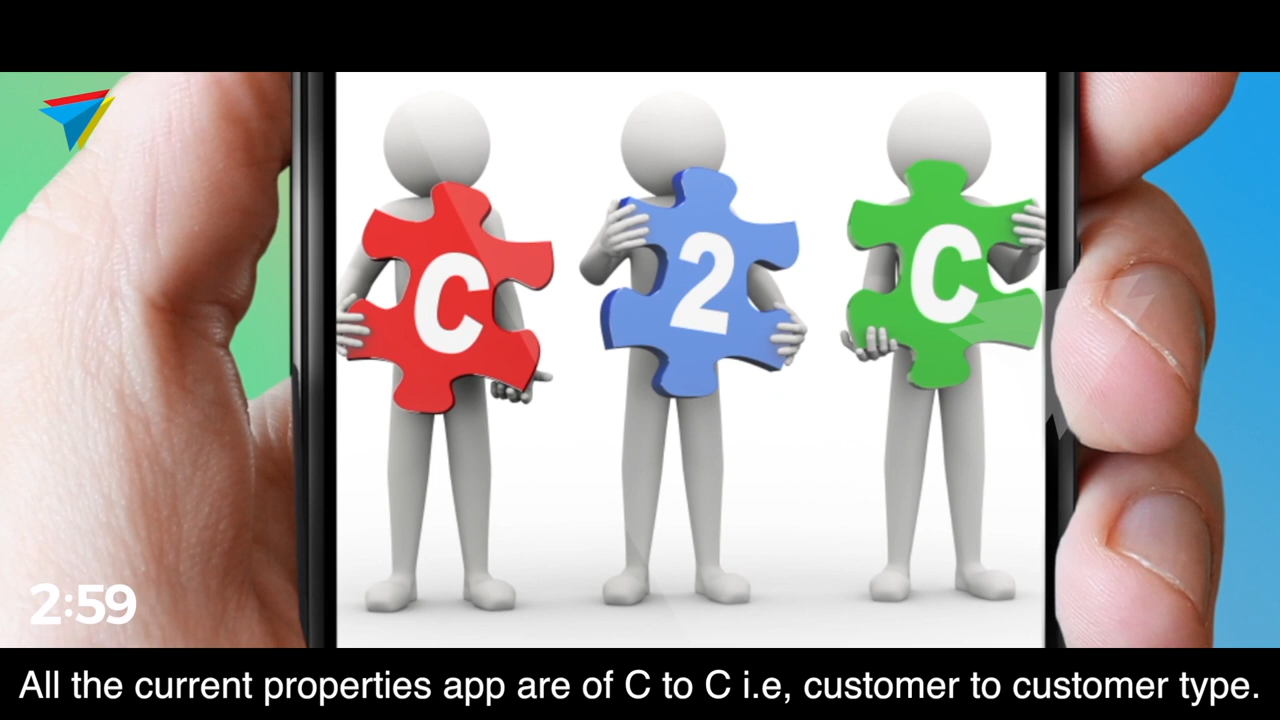 C 2 C
2:59
All the current properties app are of C to C i.e, customer to customer type.